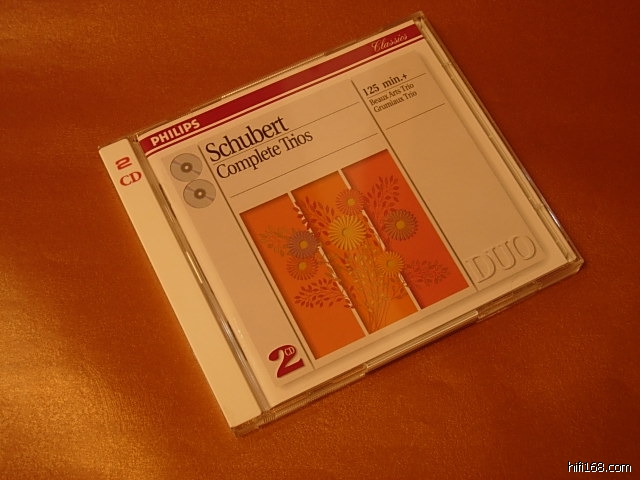 Classics
PHILIPS
2
CD
Schubert
Complete Trios
125 min.+
Beaux Arts Trio
Grumiaux Trio
DUO
2CD
hifi168.com